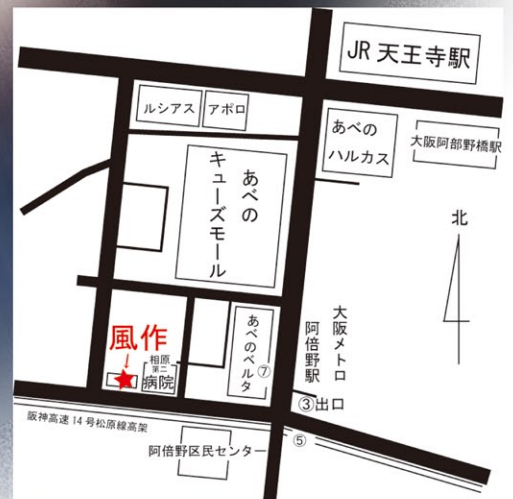 JR 天王寺駅
ルシアス
アポロ
あべの
ハルカス
大阪阿部野橋駅
あべの
キューズモール
北
大阪メトロ
阿倍野駅
③出口
風作
↓
相原
第二
病院
あべのベルタ
⑦
阪神高速 14 号松原線高架
阿倍野区民センター
⑤